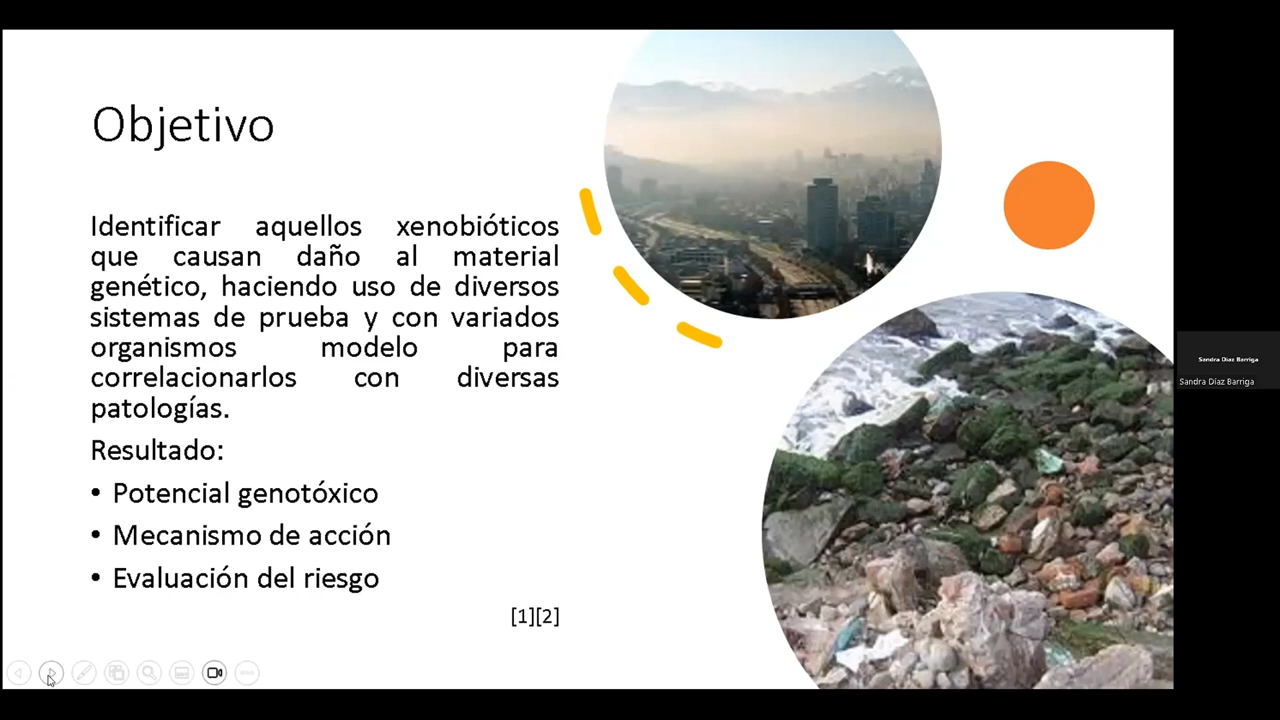 Objetivo
Identificar aquellos xenobióticos
que causan daño al material
genético, haciendo uso de diversos
sistemas de prueba y con variados
organismos modelo para
correlacionarlos con diversas
patologías.
Resultado:
• Potencial genotóxico
• Mecanismo de acción
• Evaluación del riesgo
[1][2]
Sandra Díaz Barriga
Sandra Díaz Barriga